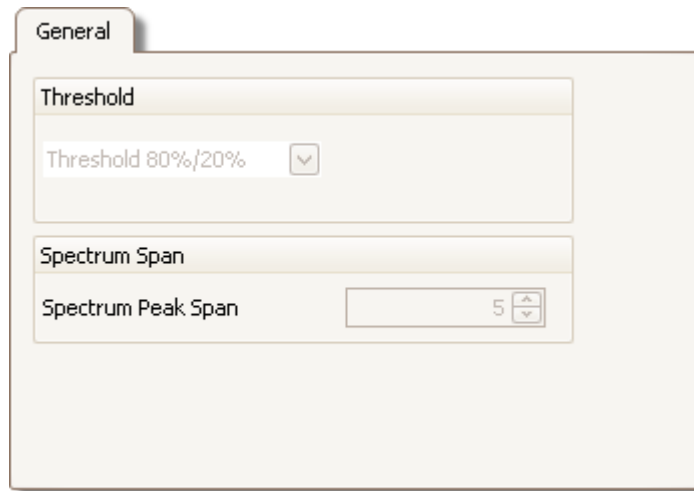 General
Threshold
Threshold 80%/20%
Spectrum Span
Spectrum Peak Span 5